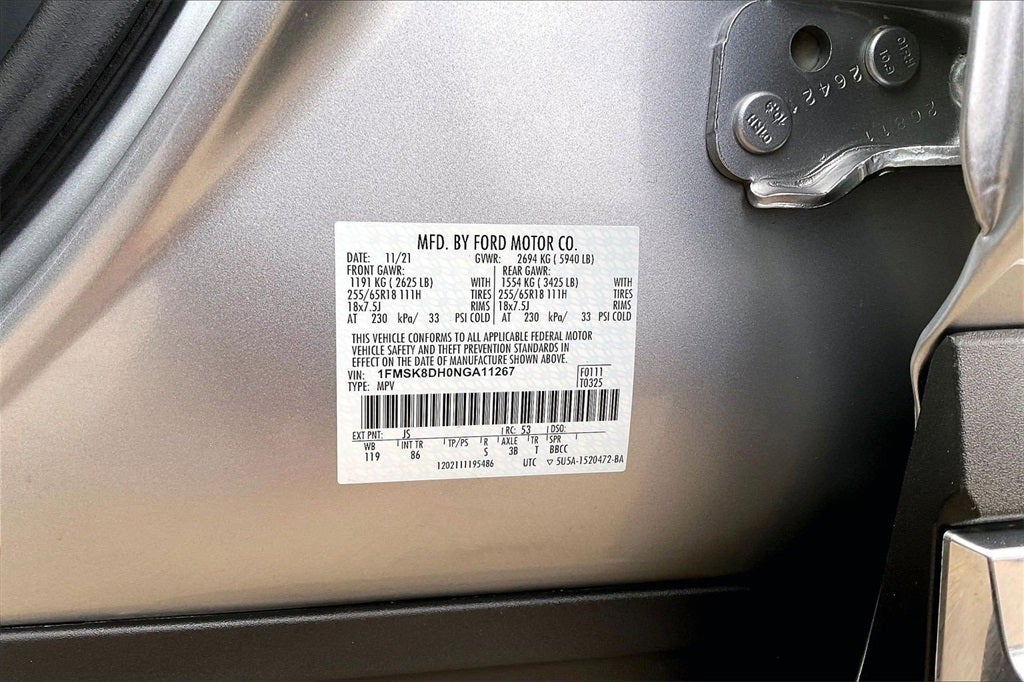 MFD. BY FORD MOTOR CO.
DATE: 11/21 GVWR: 2694 KG ( 5940 LB)
FRONT GAWR: REAR GAWR:
1191 KG ( 2625 LB) WITH 1554 KG ( 3425 LB) WITH
255/65R18 111H TIRES 255/65R18 111H TIRES
18x7.5J RIMS 18x7.5J RIMS
AT 230 kPa/ 33 PSI COLD AT 230 kPa/ 33 PSI COLD
THIS VEHICLE CONFORMS TO ALL APPLICABLE FEDERAL MOTOR
VEHICLE SAFETY AND THEFT PREVENTION STANDARDS IN
EFFECT ON THE DATE OF MANUFACTURE SHOWN ABOVE.
VIN: 1FMSK8DH0NGA11267 F0111
TYPE: MPV T0325
EXT PNT: JS RC: 53 DSO:
WB INT TR TP/PS R AXLE TR SPR
119 86 S 3B T BBCC
1202111195486 UTC ▽ 5U5A-1520472-BA
26421
26811